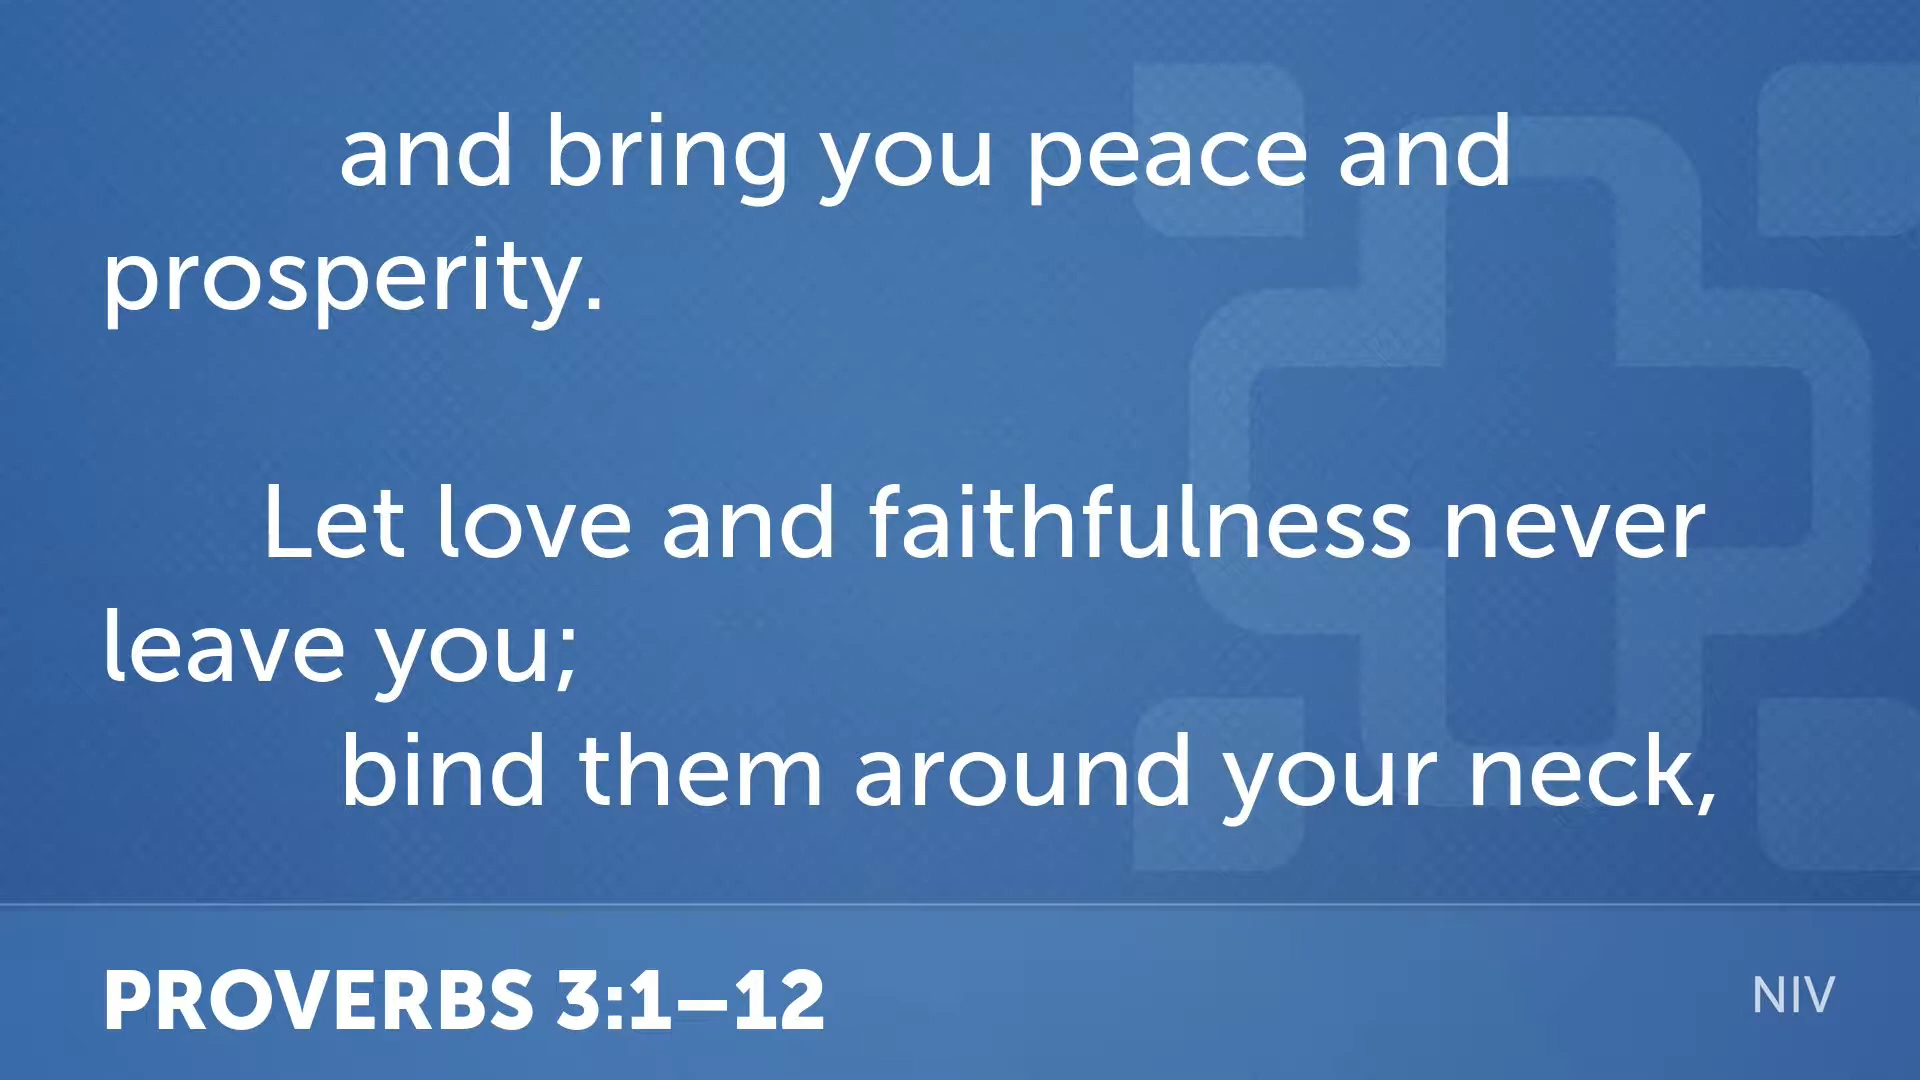 and bring you peace and
prosperity.
Let love and faithfulness never
leave you;
bind them around your neck,
PROVERBS 3:1–12
NIV